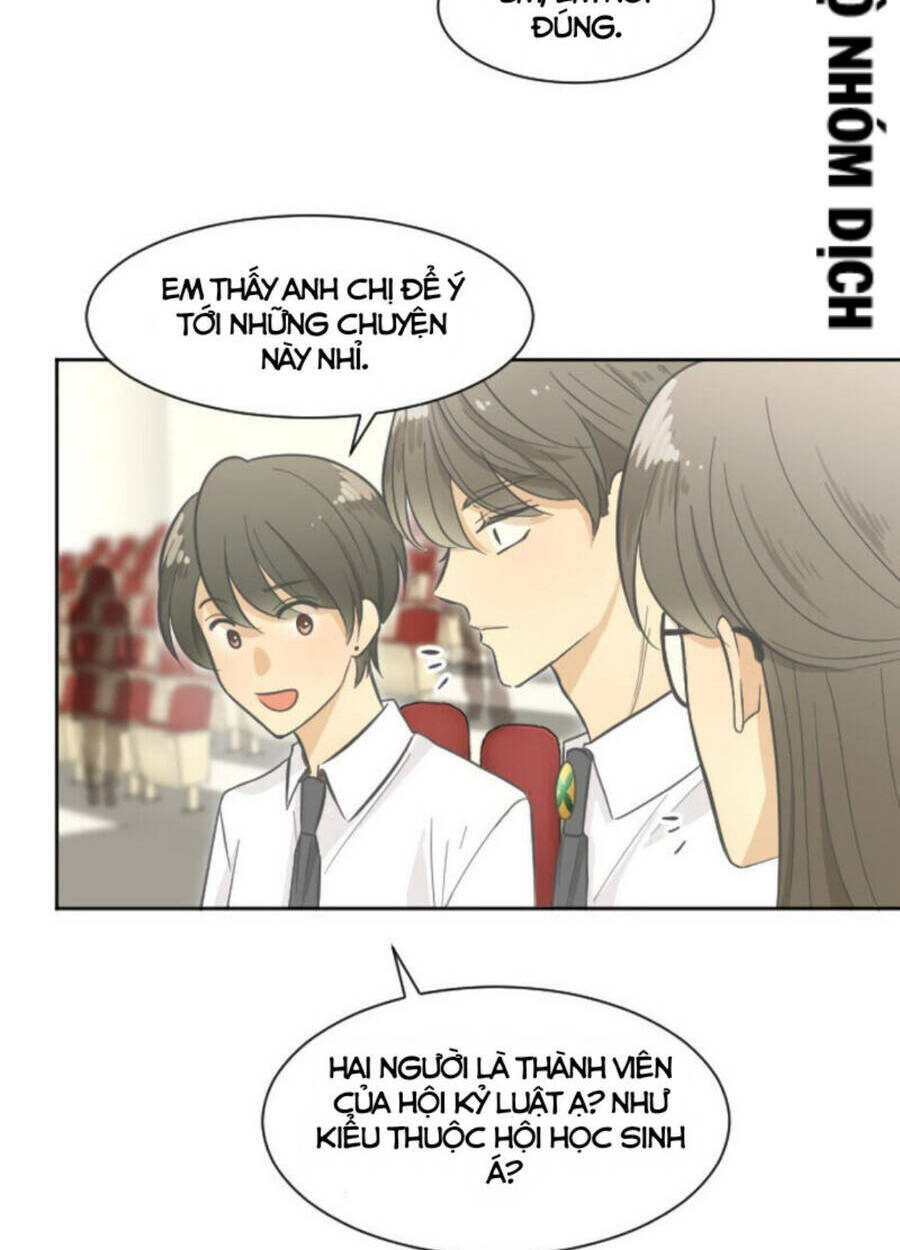 ĐÚNG.
NHÓM DỊCH
EM THẤY ANH CHỊ ĐỂ Ý
TỚI NHỮNG CHUYỆN
NÀY NHỈ.
HAI NGƯỜI LÀ THÀNH VIÊN
CỦA HỘI KỶ LUẬT Ạ? NHƯ
KIỂU THUỘC HỘI HỌC SINH
Á?